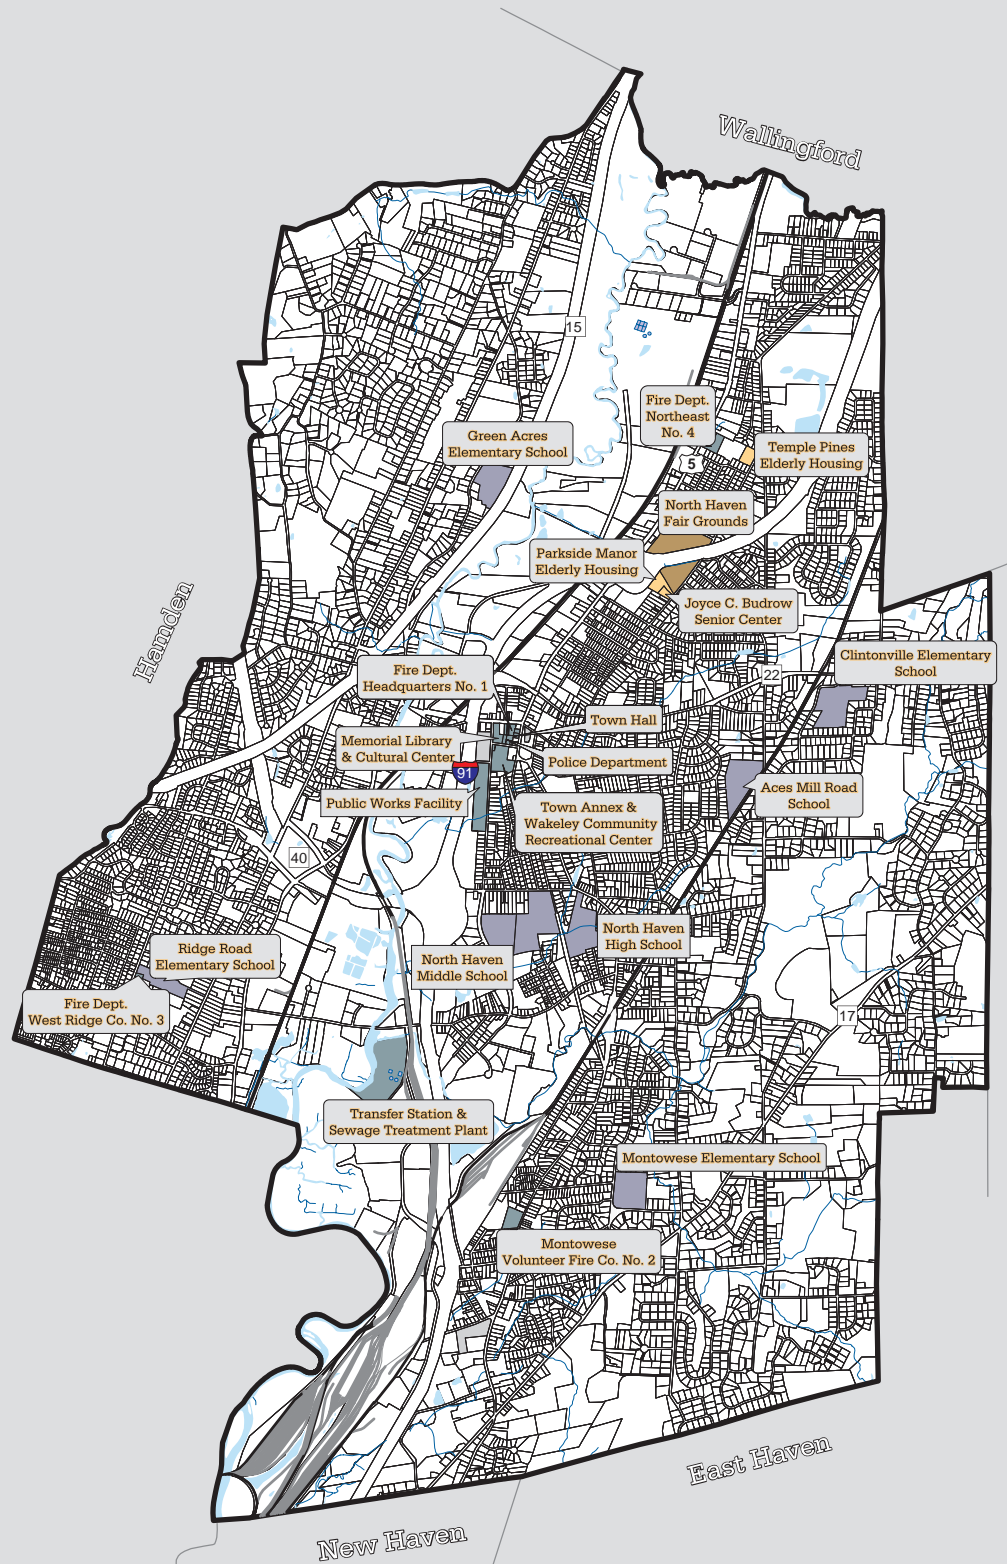 Wallingford
15
Fire Dept.
Northeast
No. 4
Green Acres
Elementary School
Temple Pines
Elderly Housing
5
North Haven
Fair Grounds
Parkside Manor
Elderly Housing
Joyce C. Budrow
Senior Center
Hamden
Clintonville Elementary
School
Fire Dept.
Headquarters No. 1
22
Town Hall
Memorial Library
& Cultural Center
Police Department
91
Public Works Facility
Aces Mill Road
School
Town Annex &
Wakeley Community
Recreational Center
40
North Haven
High School
Ridge Road
Elementary School
North Haven
Middle School
Fire Dept.
West Ridge Co. No. 3
17
Transfer Station &
Sewage Treatment Plant
Montowese Elementary School
Montowese
Volunteer Fire Co. No. 2
East Haven
New Haven